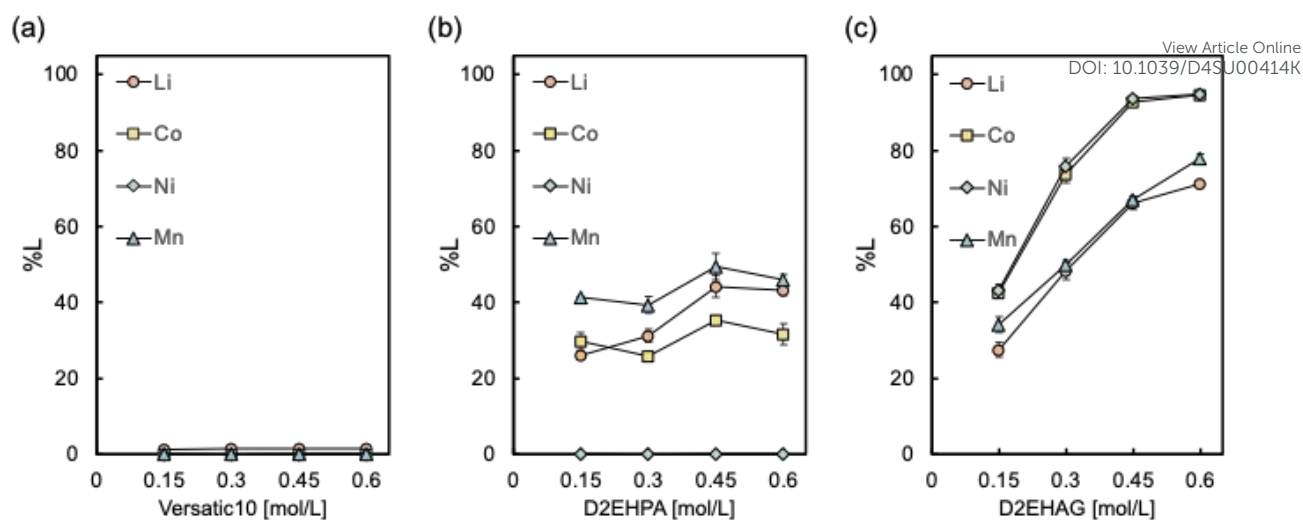 (a)
(b)
(c)
View Article Online
DOI: 10.1039/D4SU00414K
100
80
60
40
20
0
%L
Li
Co
Ni
Mn
0 0.15 0.3 0.45 0.6
Versatic10 [mol/L]
100
80
60
40
20
0
%L
Li
Co
Ni
Mn
0 0.15 0.3 0.45 0.6
D2EHPA [mol/L]
100
80
60
40
20
0
%L
Li
Co
Ni
Mn
0 0.15 0.3 0.45 0.6
D2EHAG [mol/L]